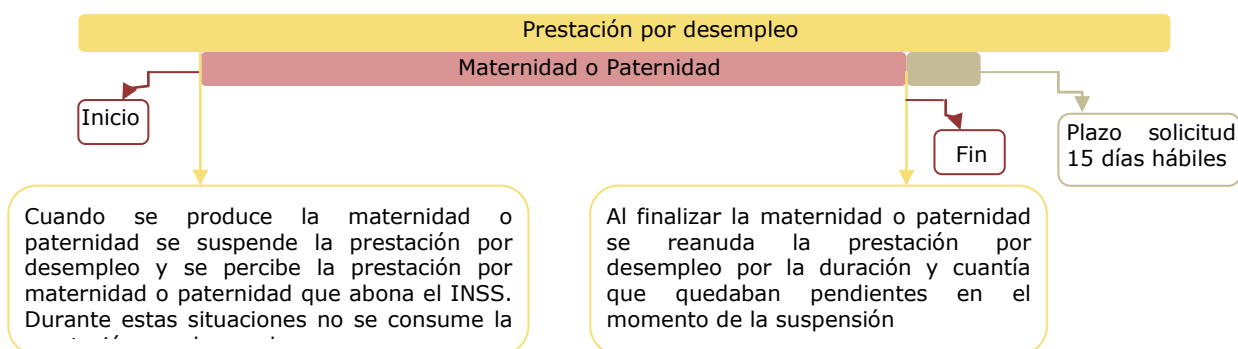 Prestación por desempleo
Maternidad o Paternidad
Inicio
Fin
Plazo solicitud
15 días hábiles
Cuando se produce la maternidad o
paternidad se suspende la prestación por
desempleo y se percibe la prestación por
maternidad o paternidad que abona el INSS.
Durante estas situaciones no se consume la
Al finalizar la maternidad o paternidad
se reanuda la prestación por
desempleo por la duración y cuantía
que quedaban pendientes en el
momento de la suspensión